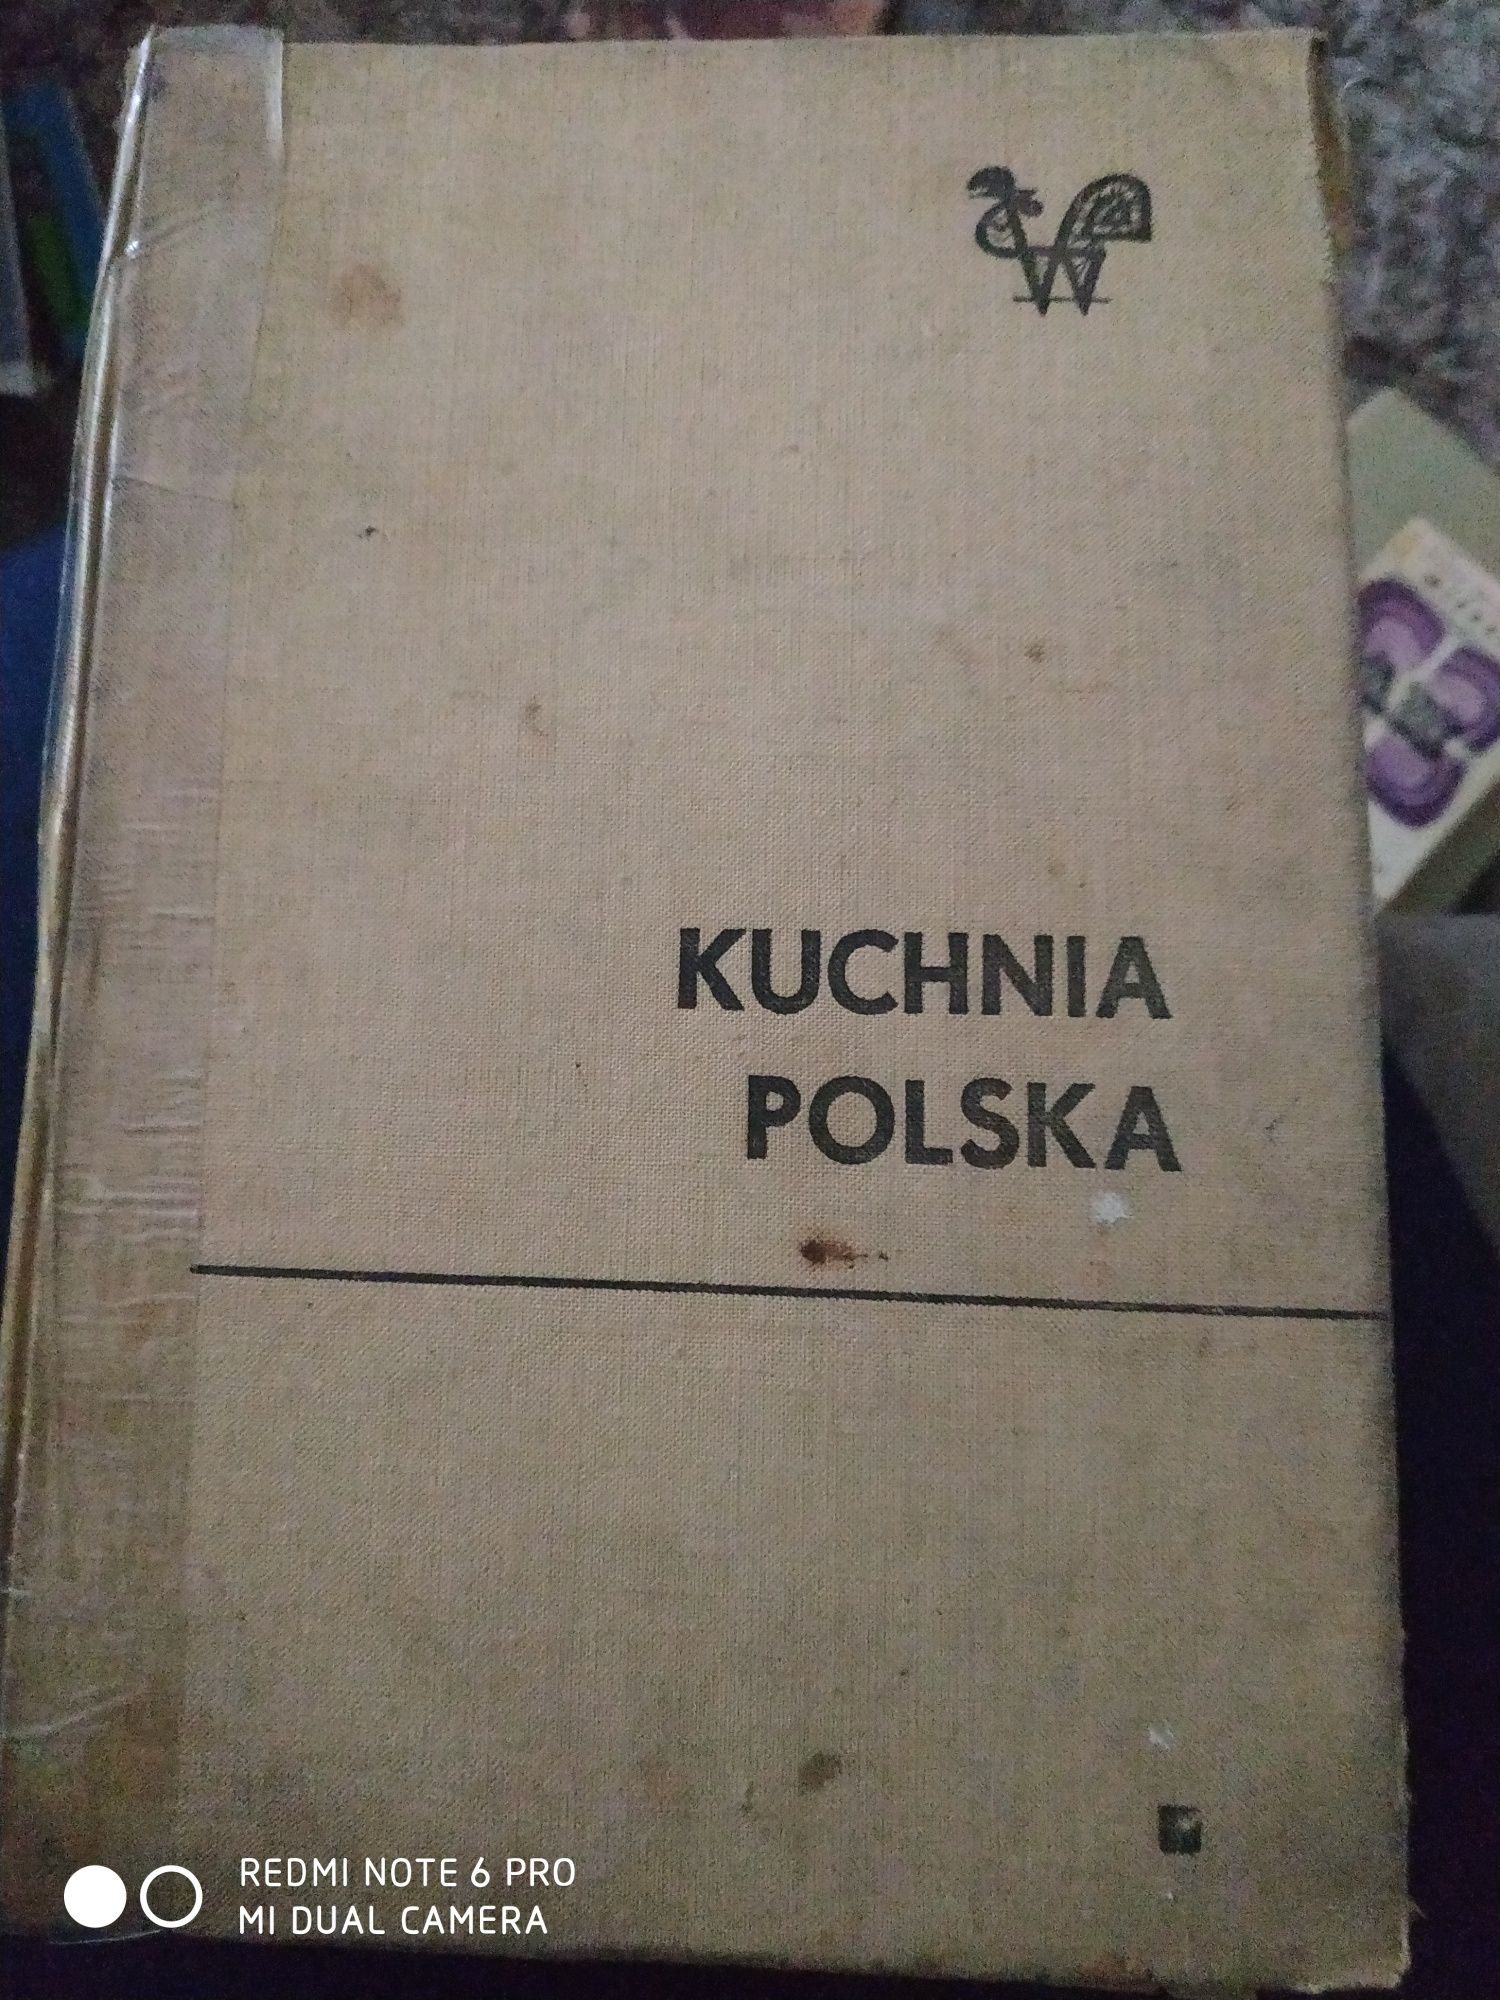 KUCHNIA
POLSKA
REDMI NOTE 6 PRO
MI DUAL CAMERA